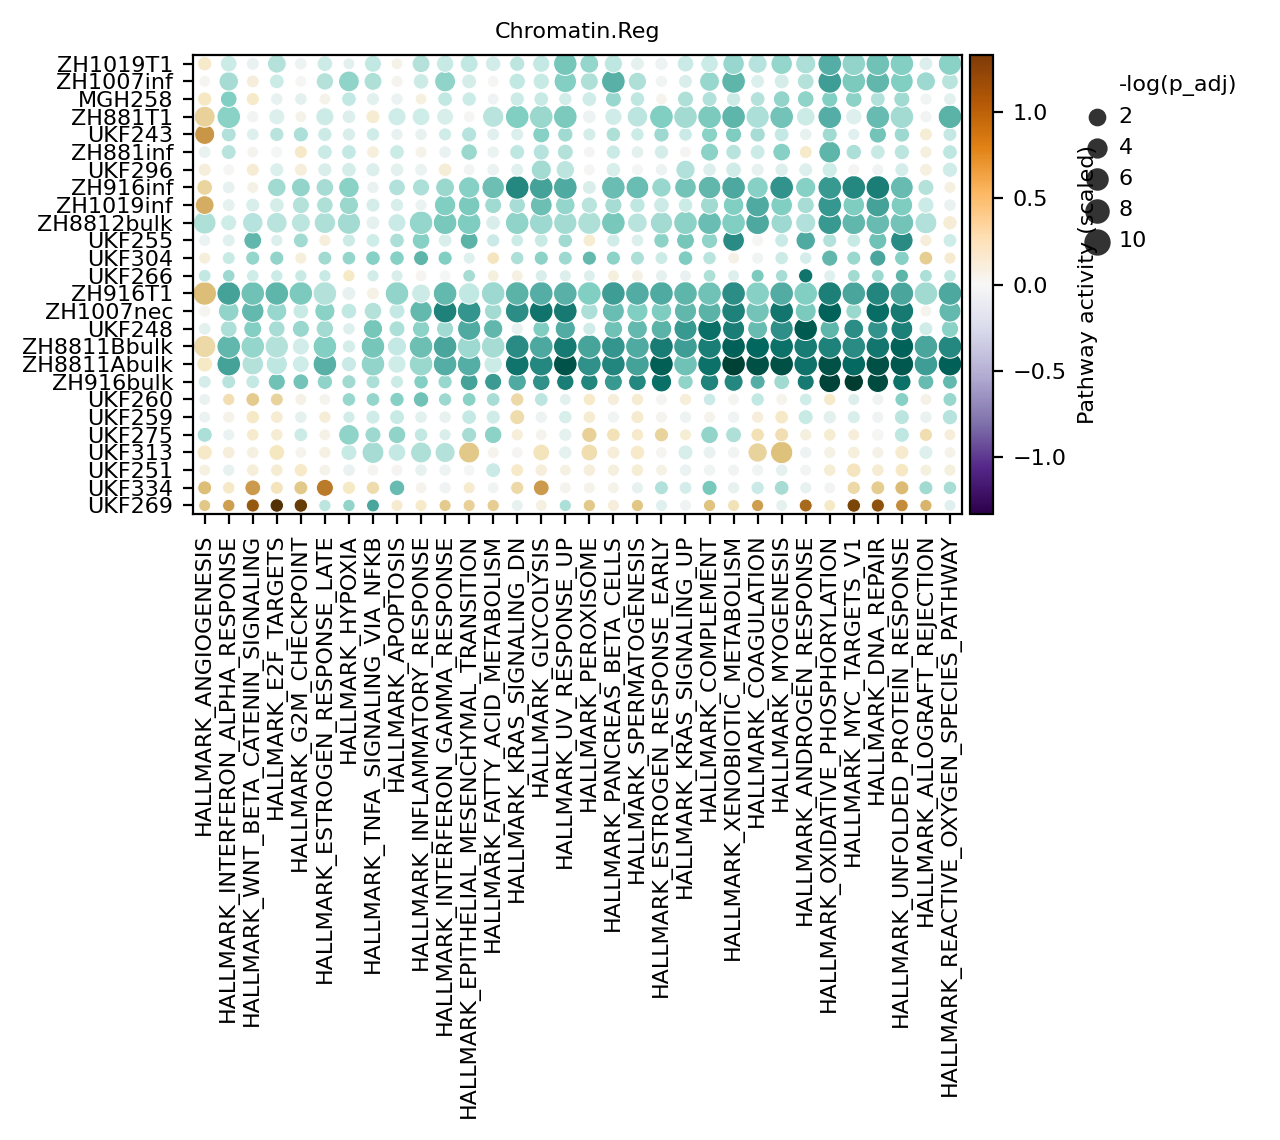 Chromatin.Reg
ZH1019T1
ZH1007inf
MGH258
ZH881T1
UKF243
ZH881inf
UKF296
ZH916inf
ZH1019inf
ZH8812bulk
UKF255
UKF304
UKF266
ZH916T1
ZH1007nec
UKF248
ZH8811Bbulk
ZH8811Abulk
ZH916bulk
UKF260
UKF259
UKF275
UKF313
UKF251
UKF334
UKF269
HALLMARK_ANGIOGENESIS
HALLMARK_INTERFERON_ALPHA_RESPONSE
HALLMARK_WNT_BETA_CATENIN_SIGNALING
HALLMARK_E2F_TARGETS
HALLMARK_G2M_CHECKPOINT
HALLMARK_ESTROGEN_RESPONSE_LATE
HALLMARK_HYPOXIA
HALLMARK_TNFA_SIGNALING_VIA_NFKB
HALLMARK_APOPTOSIS
HALLMARK_INFLAMMATORY_RESPONSE
HALLMARK_INTERFERON_GAMMA_RESPONSE
HALLMARK_EPITHELIAL_MESENCHYMAL_TRANSITION
HALLMARK_FATTY_ACID_METABOLISM
HALLMARK_KRAS_SIGNALING_DN
HALLMARK_GLYCOLYSIS
HALLMARK_UV_RESPONSE_UP
HALLMARK_PEROXISOME
HALLMARK_PANCREAS_BETA_CELLS
HALLMARK_SPERMATOGENESIS
HALLMARK_ESTROGEN_RESPONSE_EARLY
HALLMARK_KRAS_SIGNALING_UP
HALLMARK_COMPLEMENT
HALLMARK_XENOBIOTIC_METABOLISM
HALLMARK_COAGULATION
HALLMARK_MYOGENESIS
HALLMARK_ANDROGEN_RESPONSE
HALLMARK_OXIDATIVE_PHOSPHORYLATION
HALLMARK_MYC_TARGETS_V1
HALLMARK_DNA_REPAIR
HALLMARK_UNFOLDED_PROTEIN_RESPONSE
HALLMARK_ALLOGRAFT_REJECTION
HALLMARK_REACTIVE_OXYGEN_SPECIES_PATHWAY
1.0
0.5
0.0
−0.5
−1.0
Pathway activity (scaled)
-log(p_adj)
2
4
6
8
10